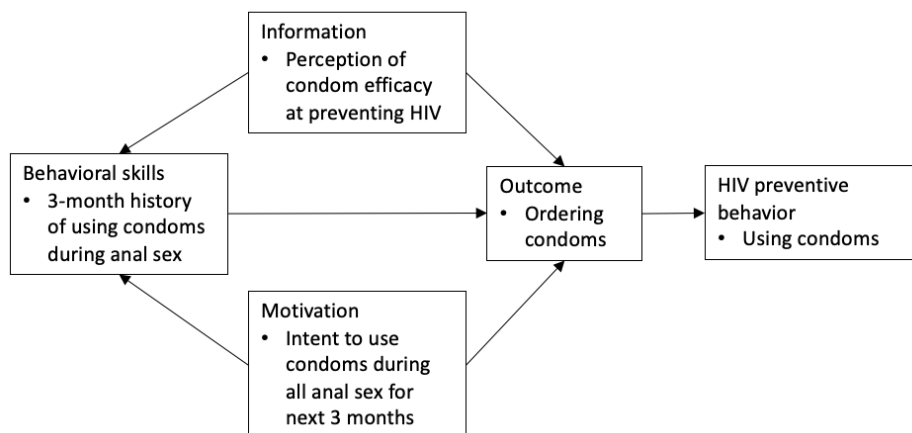 Information
• Perception of
condom efficacy
at preventing HIV
Behavioral skills
• 3-month history
of using condoms
during anal sex
Outcome
• Ordering
condoms
HIV preventive
behavior
• Using condoms
Motivation
• Intent to use
condoms during
all anal sex for
next 3 months